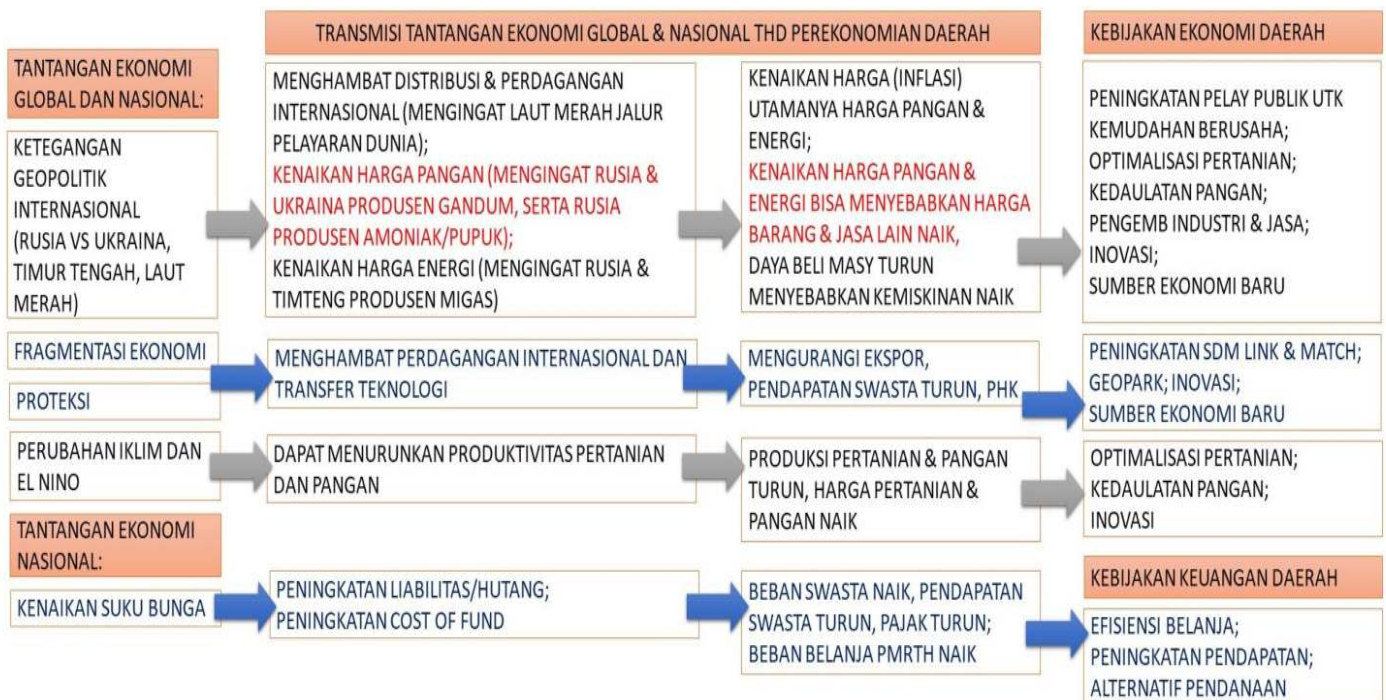 TRANSMISI TANTANGAN EKONOMI GLOBAL & NASIONAL THD PEREKONOMIAN DAERAH
KEBIJAKAN EKONOMI DAERAH
TANTANGAN EKONOMI
GLOBAL DAN NASIONAL:
KETEGANGAN
GEOPOLITIK
INTERNASIONAL
(RUSIA VS UKRAINA,
TIMUR TENGAH, LAUT
MERAH)
MENGHAMBAT DISTRIBUSI & PERDAGANGAN
INTERNASIONAL (MENGINGAT LAUT MERAH JALUR
PELAYARAN DUNIA);
KENAIKAN HARGA PANGAN (MENGINGAT RUSIA &
UKRAINA PRODUSEN GANDUM, SERTA RUSIA
PRODUSEN AMONIAK/PUPUK);
KENAIKAN HARGA ENERGI (MENGINGAT RUSIA &
TIMTENG PRODUSEN MIGAS)
KENAIKAN HARGA (INFLASI)
UTAMANYA HARGA PANGAN &
ENERGI;
KENAIKAN HARGA PANGAN &
ENERGI BISA MENYEBABKAN HARGA
BARANG & JASA LAIN NAIK,
DAYA BELI MASY TURUN
MENYEBABKAN KEMISKINAN NAIK
PENINGKATAN PELAY PUBLIK UTK
KEMUDAHAN BERUSAHA;
OPTIMALISASI PERTANIAN;
KEDAULATAN PANGAN;
PENGEMB INDUSTRI & JASA;
INOVASI;
SUMBER EKONOMI BARU
FRAGMENTASI EKONOMI
PROTEKSI
MENGHAMBAT PERDAGANGAN INTERNASIONAL DAN
TRANSFER TEKNOLOGI
MENGURANGI EKSPOR,
PENDAPATAN SWASTA TURUN, PHK
PENINGKATAN SDM LINK & MATCH;
GEOPARK; INOVASI;
SUMBER EKONOMI BARU
PERUBAHAN IKLIM DAN
EL NINO
DAPAT MENURUNKAN PRODUKTIVITAS PERTANIAN
DAN PANGAN
PRODUKSI PERTANIAN & PANGAN
TURUN, HARGA PERTANIAN &
PANGAN NAIK
OPTIMALISASI PERTANIAN;
KEDAULATAN PANGAN;
INOVASI
TANTANGAN EKONOMI
NASIONAL:
KEBIJAKAN KEUANGAN DAERAH
KENAIKAN SUKU BUNGA
PENINGKATAN LIABILITAS/HUTANG;
PENINGKATAN COST OF FUND
BEBAN SWASTA NAIK, PENDAPATAN
SWASTA TURUN, PAJAK TURUN;
BEBAN BELANJA PMRTH NAIK
EFISIENSI BELANJA;
PENINGKATAN PENDAPATAN;
ALTERNATIF PENDANAAN